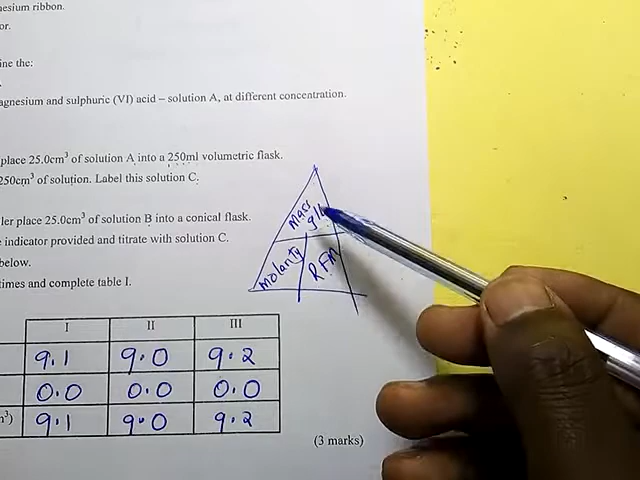 esium ribbon.
or.
ine the:
agnesium and sulphuric (VI) acid – solution A, at different concentration.
place 25.0cm³ of solution A into a 250ml volumetric flask.
250cm³ of solution. Label this solution C.
ler place 25.0cm³ of solution B into a conical flask.
e indicator provided and titrate with solution C.
below.
times and complete table I.
mass
g/L
molarity
RFM
I II III
9.1 9.0 9.2
0.0 0.0 0.0
m³) 9.1 9.0 9.2
(3 marks)